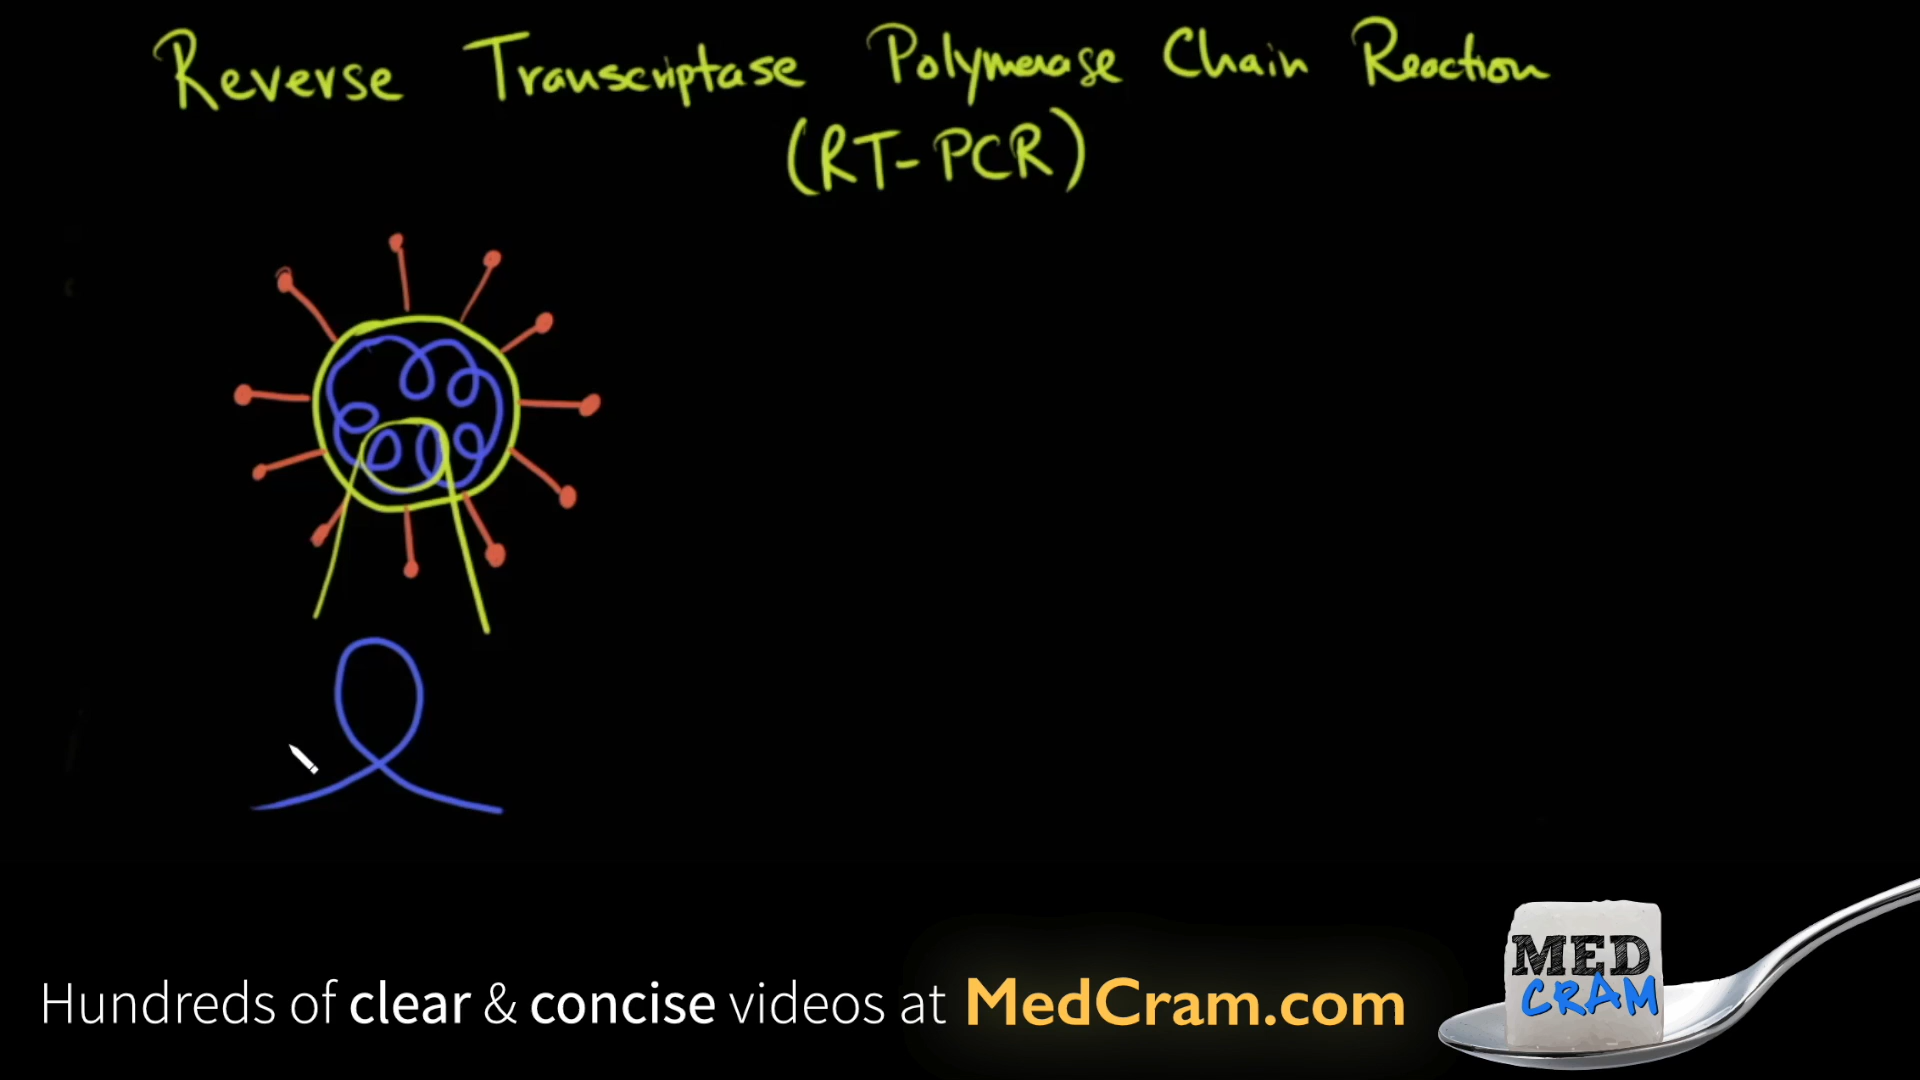 Reverse Transcriptase Polymerase Chain Reaction
(RT-PCR)
Hundreds of clear & concise videos at MedCram.com
MED
CRAM